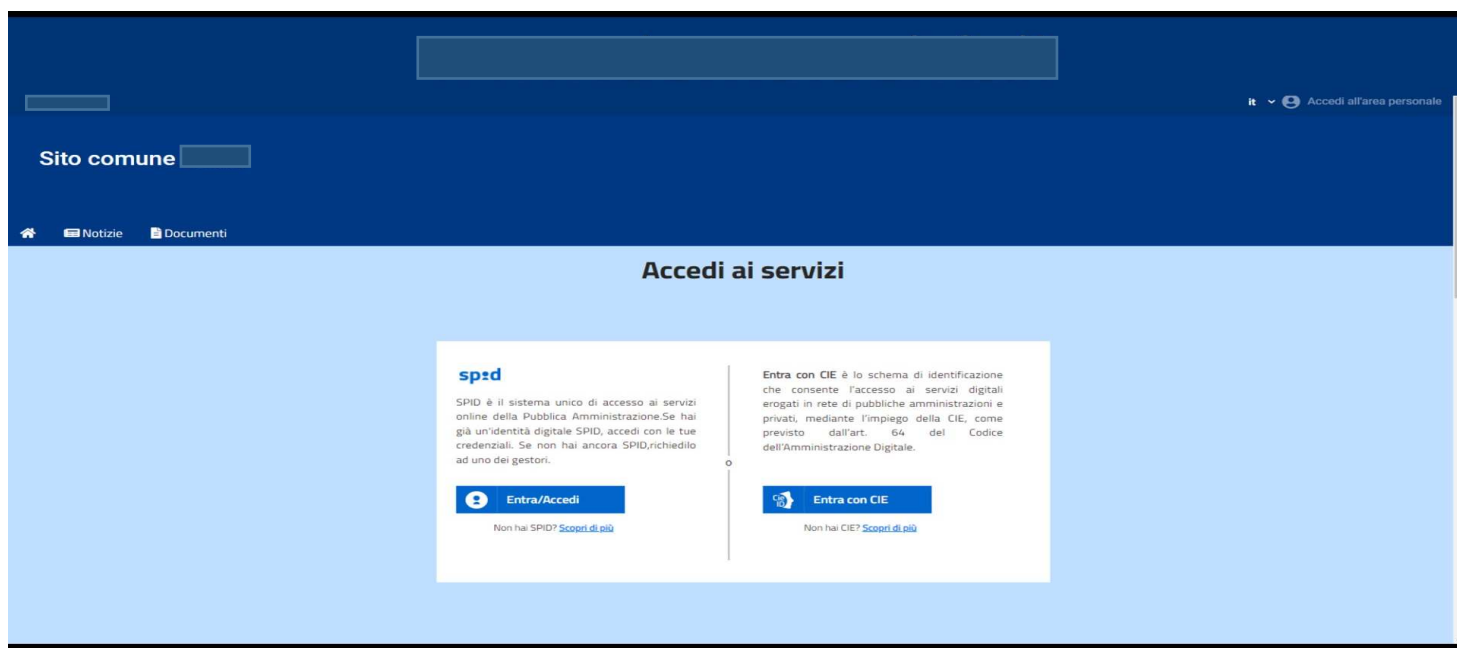 it Accedi all'area personale
Sito comune
Notizie Documenti
Accedi ai servizi
spid
SPID è il sistema unico di accesso ai servizi
online della Pubblica Amministrazione.Se hai
già un'identità digitale SPID, accedi con le tue
credenziali. Se non hai ancora SPID,richiedilo
ad uno dei gestori.
Entra/Accedi
Non hai SPID? Scopri di più
Entra con CIE è lo schema di identificazione
che consente l'accesso ai servizi digitali
erogati in rete di pubbliche amministrazioni e
privati, mediante l'impiego della CIE, come
previsto dall'art. 64 del Codice
dell'Amministrazione Digitale.
Entra con CIE
Non hai CIE? Scopri di più